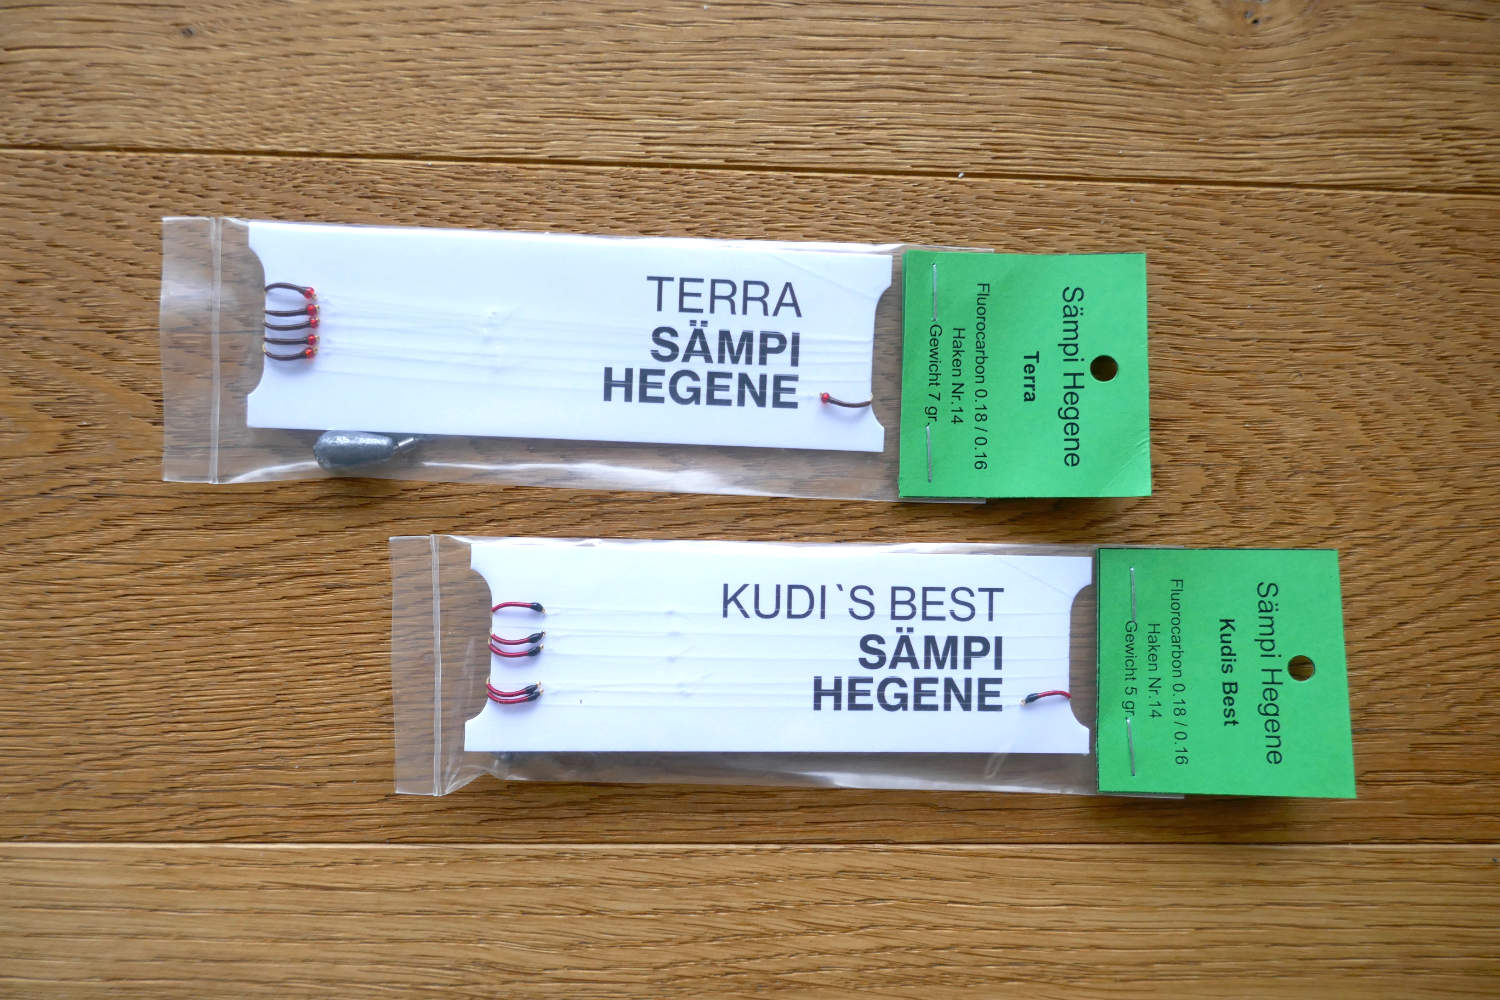 TERRA
SÄMPI
HEGENE
Sämpi Hegene
Terra
Fluorocarbon 0.18 / 0.16
Haken Nr.14
Gewicht 7 gr.
KUDI`S BEST
SÄMPI
HEGENE
Sämpi Hegene
Kudis Best
Fluorocarbon 0.18 / 0.16
Haken Nr.14
Gewicht 5 gr.